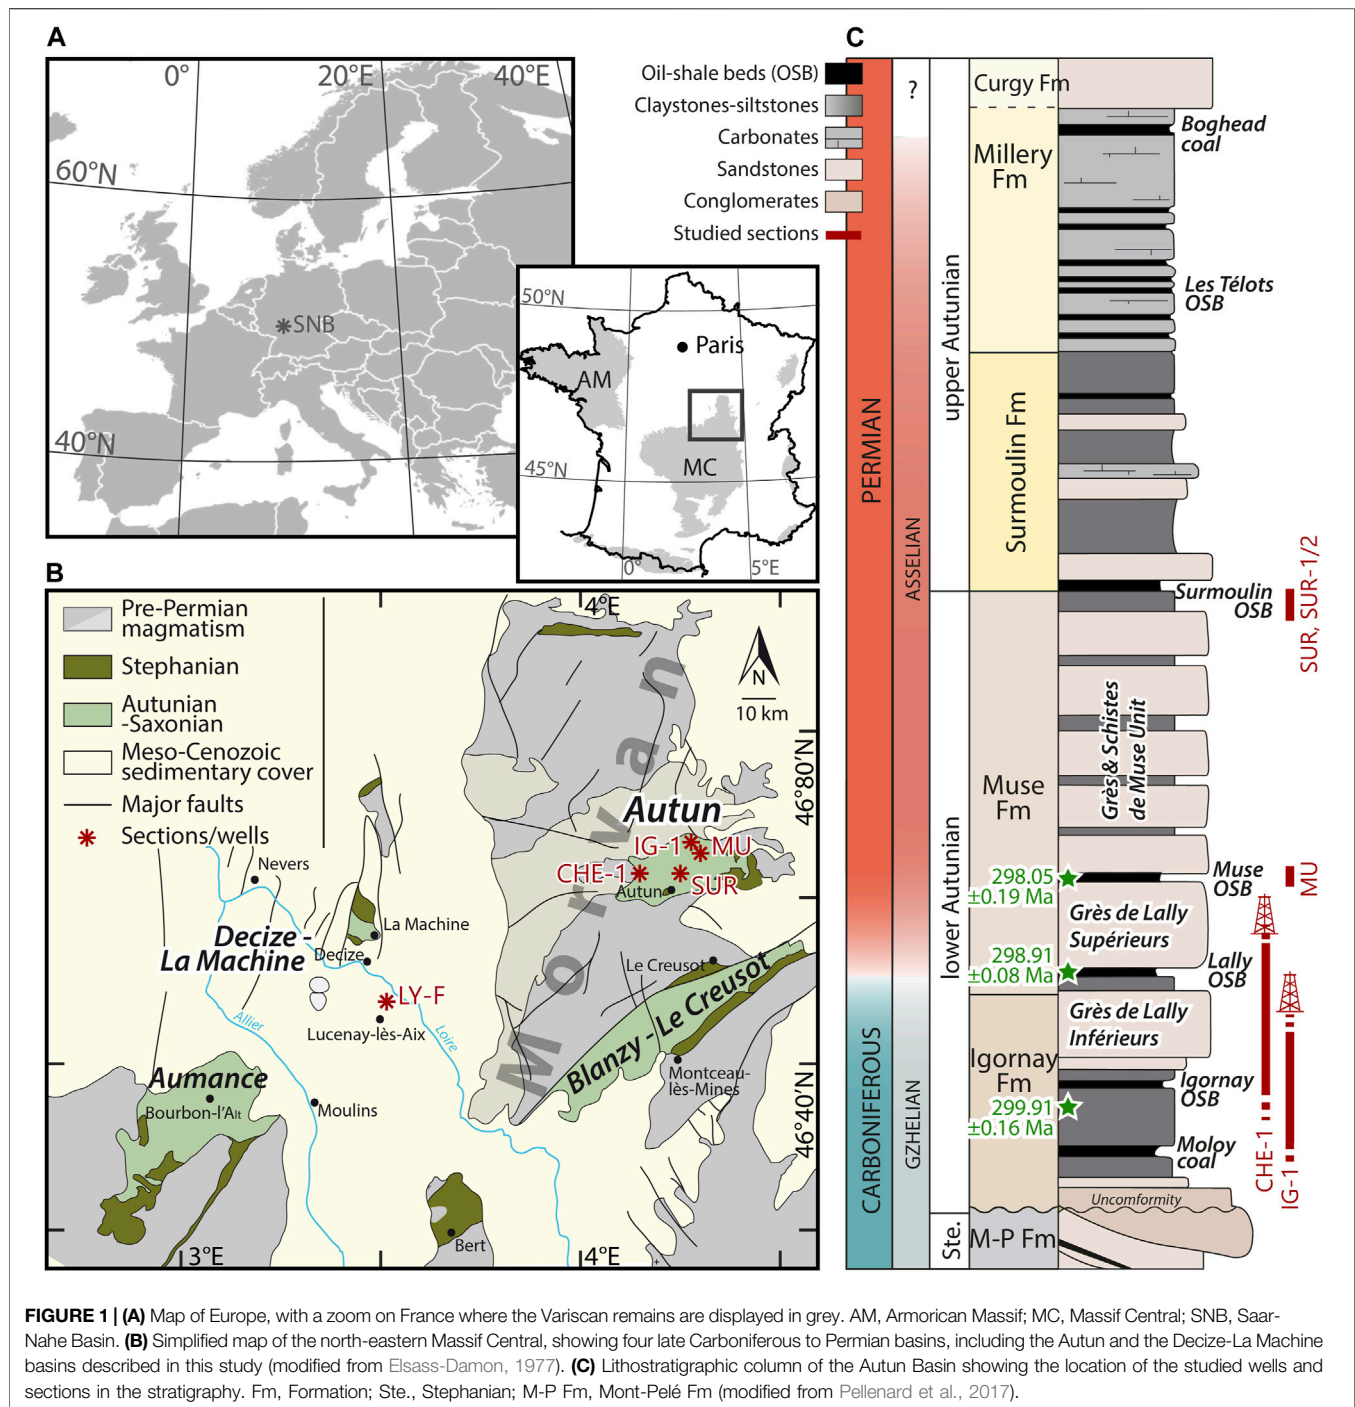 A
0°
20°E
40°E
60°N
40°N
SNB
50°N
45°N
0°
5°E
Paris
AM
MC
B
Pre-Permian
magmatism
Stephanian
Autunian
-Saxonian
Meso-Cenozoic
sedimentary cover
Major faults
Sections/wells
4°E
N
10 km
46°80'N
46°40'N
3°E
4°E
Morvan
Autun
IG-1
MU
CHE-1
SUR
Autun
Nevers
La Machine
Decize -
La Machine
Decize
LY-F
Lucenay-lès-Aix
Allier
Loire
Le Creusot
Blanzy - Le Creusot
Montceau-
lès-Mines
Aumance
Bourbon-l'Alt
Moulins
Bert
C
Oil-shale beds (OSB)
Claystones-siltstones
Carbonates
Sandstones
Conglomerates
Studied sections
PERMIAN
CARBONIFEROUS
?
ASSELIAN
GZHELIAN
upper Autunian
lower Autunian
Ste.
Curgy Fm
Millery
Fm
Surmoulin Fm
Muse
Fm
298.05
±0.19 Ma
298.91
±0.08 Ma
Igornay
Fm
299.91
±0.16 Ma
M-P Fm
Boghead
coal
Les Télots
OSB
Surmoulin
OSB
Grès & Schistes
de Muse Unit
Muse
OSB
Grès de Lally
Supérieurs
Lally
OSB
Grès de Lally
Inférieurs
Igornay
OSB
Moloy
coal
Uncomformity
SUR, SUR-1/2
MU
CHE-1
IG-1
FIGURE 1 | (A) Map of Europe, with a zoom on France where the Variscan remains are displayed in grey. AM, Armorican Massif; MC, Massif Central; SNB, Saar-
Nahe Basin. (B) Simplified map of the north-eastern Massif Central, showing four late Carboniferous to Permian basins, including the Autun and the Decize-La Machine
basins described in this study (modified from Elsass-Damon, 1977). (C) Lithostratigraphic column of the Autun Basin showing the location of the studied wells and
sections in the stratigraphy. Fm, Formation; Ste., Stephanian; M-P Fm, Mont-Pelé Fm (modified from Pellenard et al., 2017).